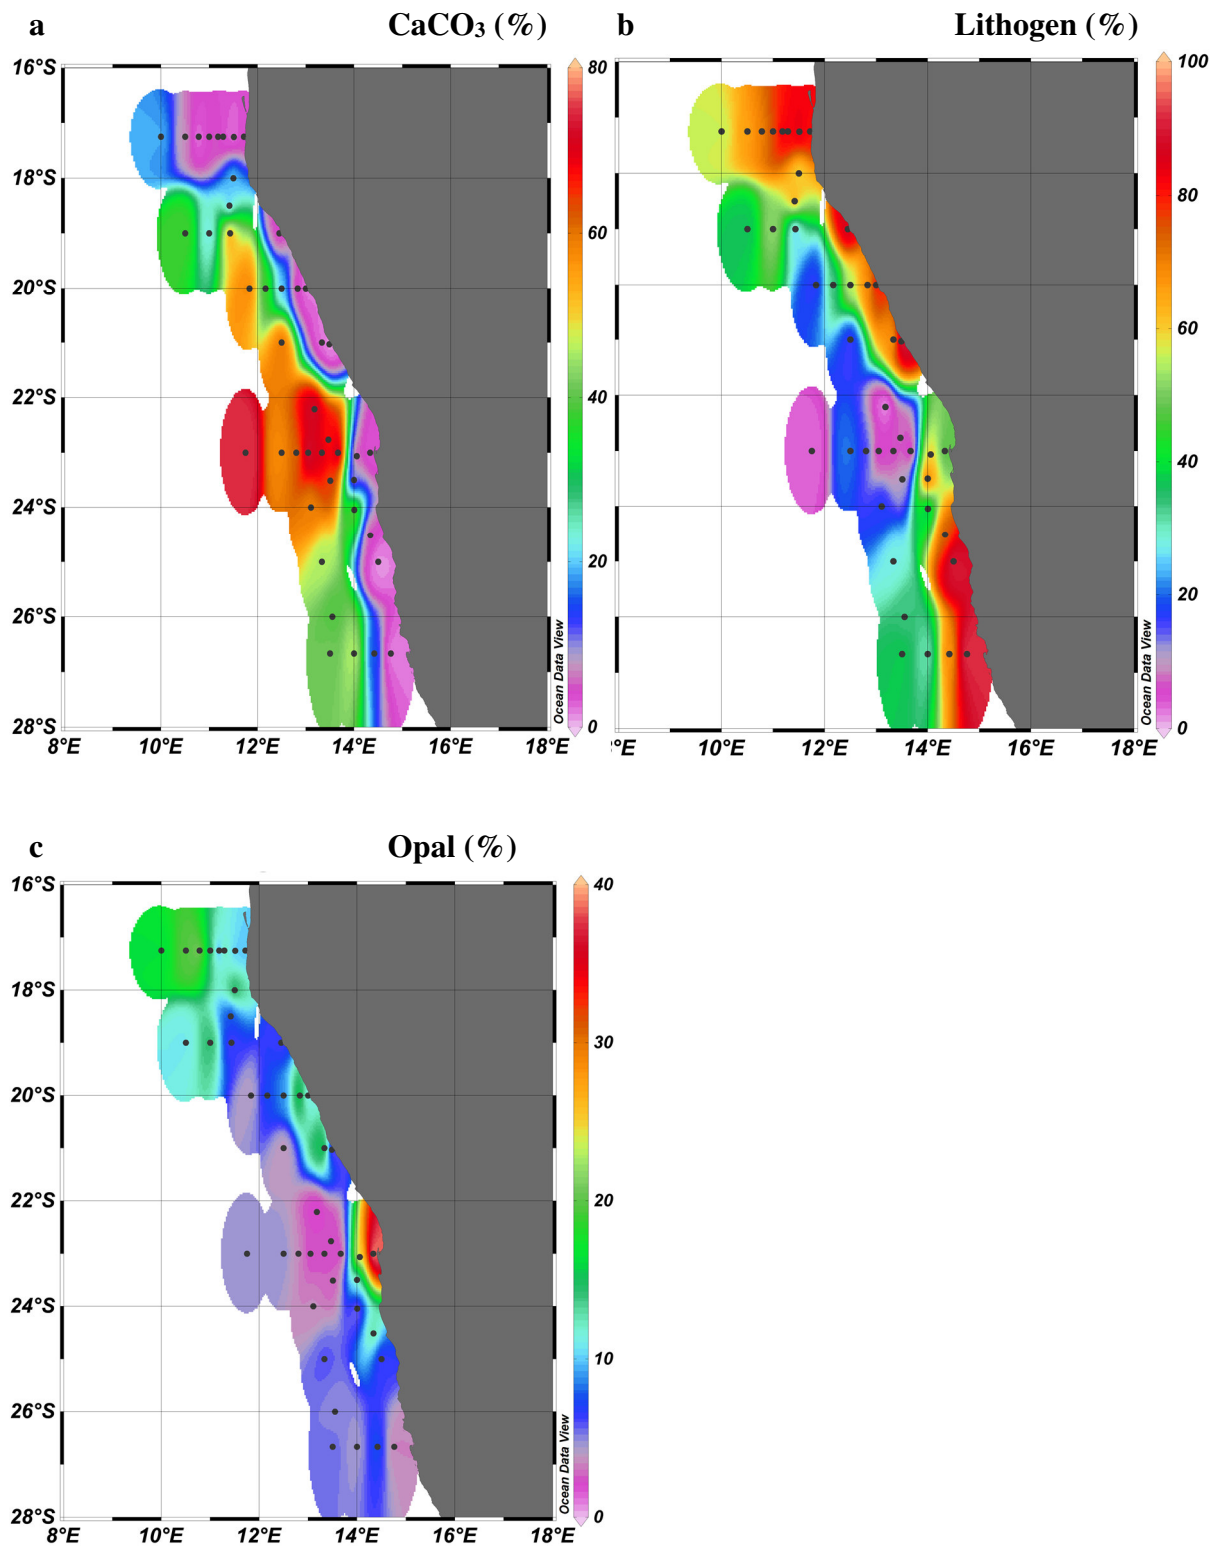 a CaCO₃ (%)
b Lithogen (%)
16°S
18°S
20°S
22°S
24°S
26°S
28°S
8°E 10°E 12°E 14°E 16°E 18°E
80
60
40
20
0
Ocean Data View
°E 10°E 12°E 14°E 16°E 18°E
100
80
60
40
20
0
Ocean Data View
c Opal (%)
16°S
18°S
20°S
22°S
24°S
26°S
28°S
8°E 10°E 12°E 14°E 16°E 18°E
40
30
20
10
0
Ocean Data View